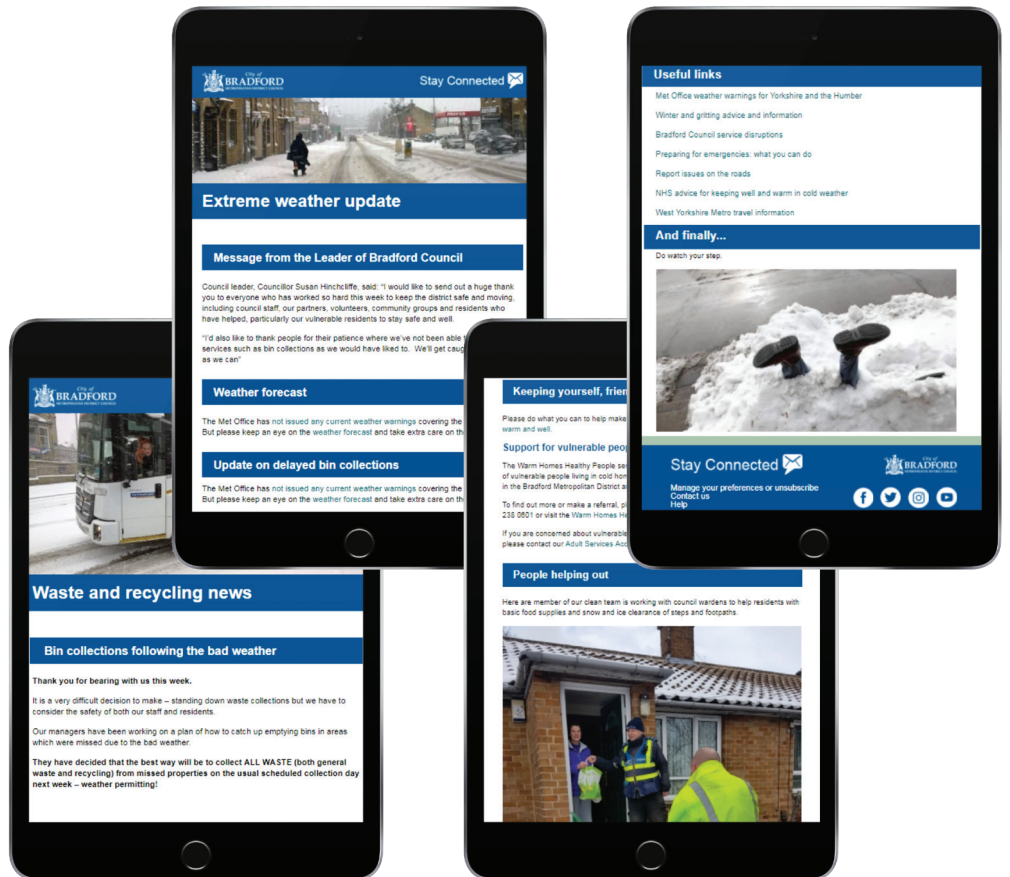 City of
BRADFORD
METROPOLITAN DISTRICT COUNCIL
Stay Connected
Extreme weather update
Message from the Leader of Bradford Council
Council leader, Councillor Susan Hinchcliffe, said: “I would like to send out a huge thank
you to everyone who has worked so hard this week to keep the district safe and moving,
including council staff, our partners, volunteers, community groups and residents who
have helped, particularly our vulnerable residents to stay safe and well.
“I'd also like to thank people for their patience where we've not been able
services such as bin collections as we would have liked to. We'll get
as we can”
Weather forecast
The Met Office has not issued any current weather warnings covering the
But please keep an eye on the weather forecast and take extra care on
Update on delayed bin collections
The Met Office has not issued any current weather warnings covering the
But please keep an eye on the weather forecast and take extra care on
Useful links
Met Office weather warnings for Yorkshire and the Humber
Winter and gritting advice and information
Bradford Council service disruptions
Preparing for emergencies: what you can do
Report issues on the roads
NHS advice for keeping well and warm in cold weather
West Yorkshire Metro travel information
And finally...
Do watch your step.
Stay Connected
Manage your preferences or unsubscribe
Contact us
Help
City of
BRADFORD
METROPOLITAN DISTRICT COUNCIL
City of
BRADFORD
METROPOLITAN DISTRICT COUNCIL
Waste and recycling news
Bin collections following the bad weather
Thank you for bearing with us this week.
It is a very difficult decision to make – standing down waste collections but we have to
consider the safety of both our staff and residents.
Our managers have been working on a plan of how to catch up emptying bins in areas
which were missed due to the bad weather.
They have decided that the best way will be to collect ALL WASTE (both general
waste and recycling) from missed properties on the usual scheduled collection day
next week – weather permitting!
Keeping yourself,
Please do what you can to help make
warm and well.
Support for vulnerable
The Warm Homes Healthy People
of vulnerable people living in cold
in the Bradford Metropolitan District
To find out more or make a referral,
238 0601 or visit the Warm Homes
If you are concerned about vulnerable
please contact our Adult Services
People helping out
Here are member of our clean team is working with council wardens to help residents with
basic food supplies and snow and ice clearance of steps and footpaths.